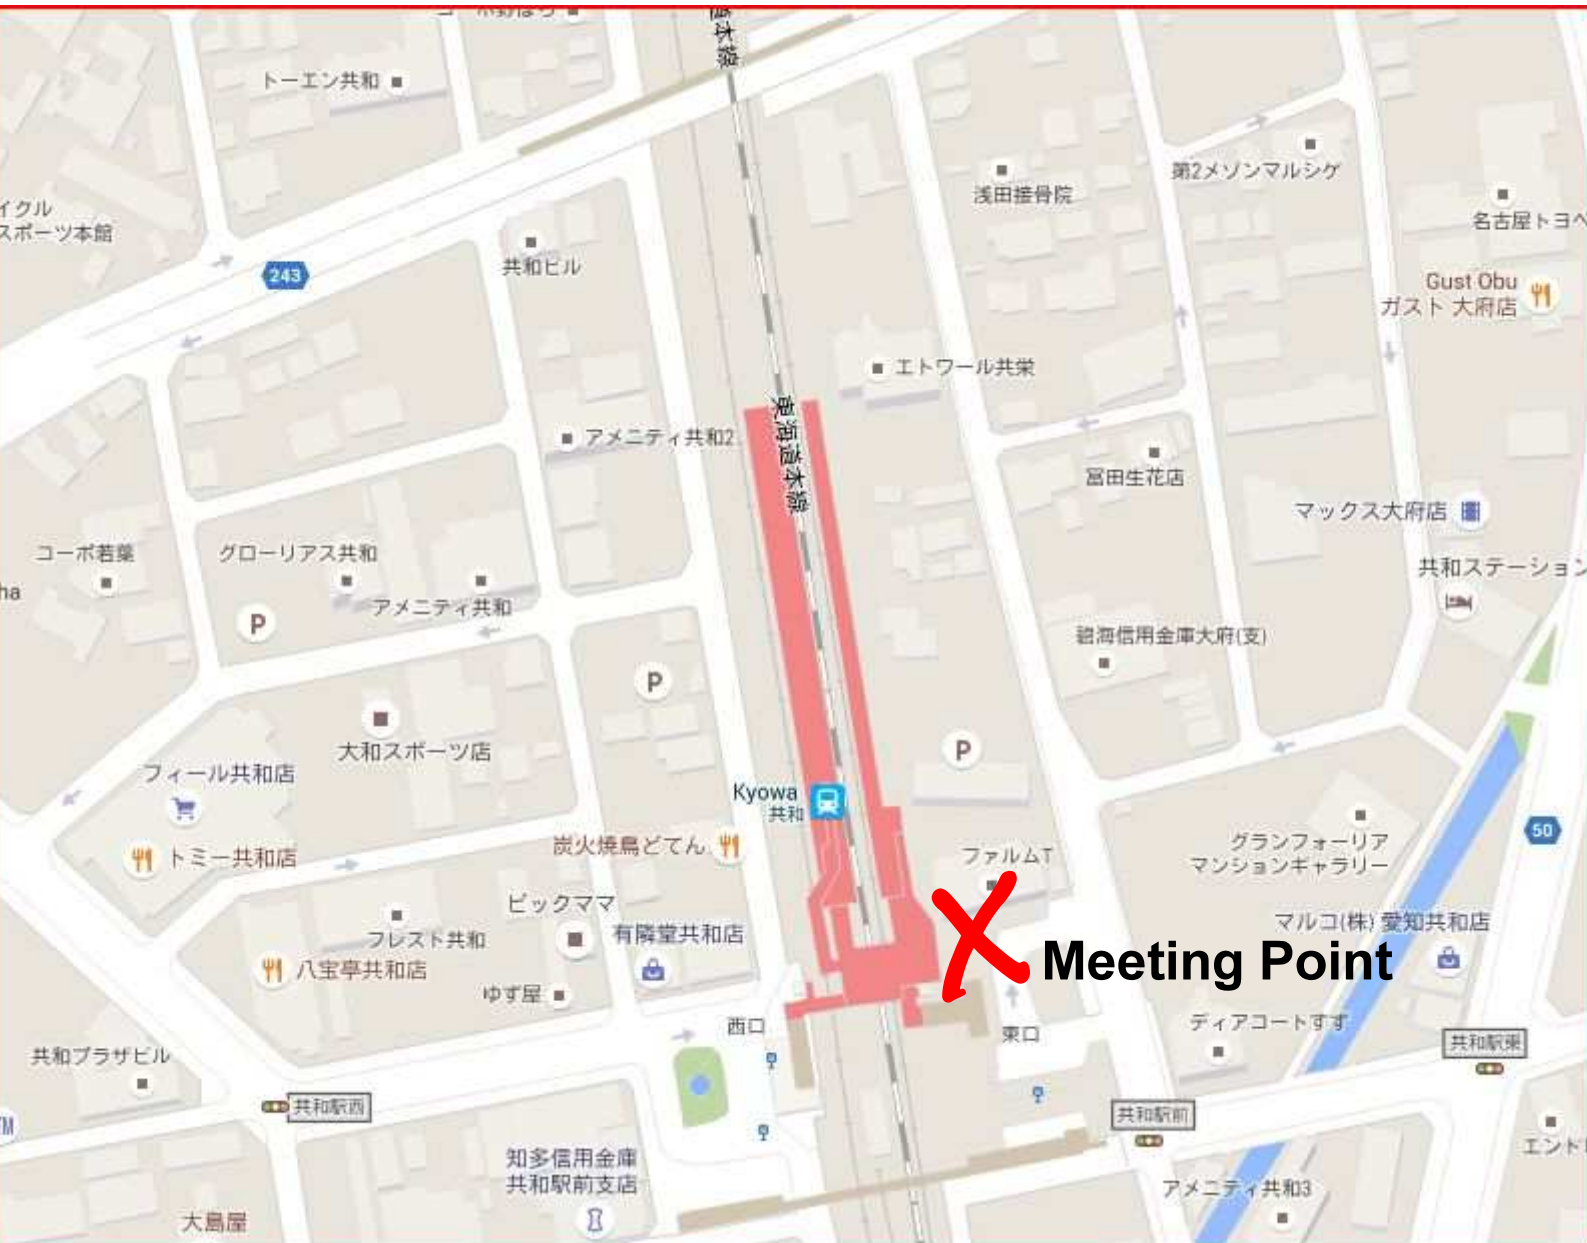 道本線
トーエン共和
第2メゾンマルシゲ
浅田接骨院
イクル
スポーツ本館
名古屋トヨペ
243
共和ビル
Gust Obu
ガスト 大府店
エトワール共栄
東海道本線
アメニティ共和2
冨田生花店
マックス大府店
コーポ若葉
グローリアス共和
共和ステーション
ha
アメニティ共和
P
碧海信用金庫大府(支)
P
大和スポーツ店
P
フィール共和店
Kyowa
共和
50
炭火焼鳥どてん
トミー共和店
ファルムT
グランフォーリア
マンションギャラリー
ビックママ
フレスト共和
有隣堂共和店
マルコ(株) 愛知共和店
Meeting Point
八宝亭共和店
ゆず屋
西口
東口
ディアコートすす
共和駅東
共和プラザビル
共和駅西
共和駅前
知多信用金庫
共和駅前支店
エント
アメニティ共和3
大島屋